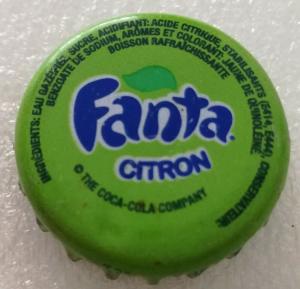 INGRÉDIENTS: EAU GAZÉIFIÉE, SUCRE, ACIDIFIANT: ACIDE CITRIQUE, STABILISANTS (E414, E444), CONSERVATEUR:
BENZOATE DE SODIUM, ARÔMES ET COLORANT: JAUNE DE QUINOLÉINE.
BOISSON RAFRAÎCHISSANTE
Fanta
CITRON
© THE COCA-COLA COMPANY